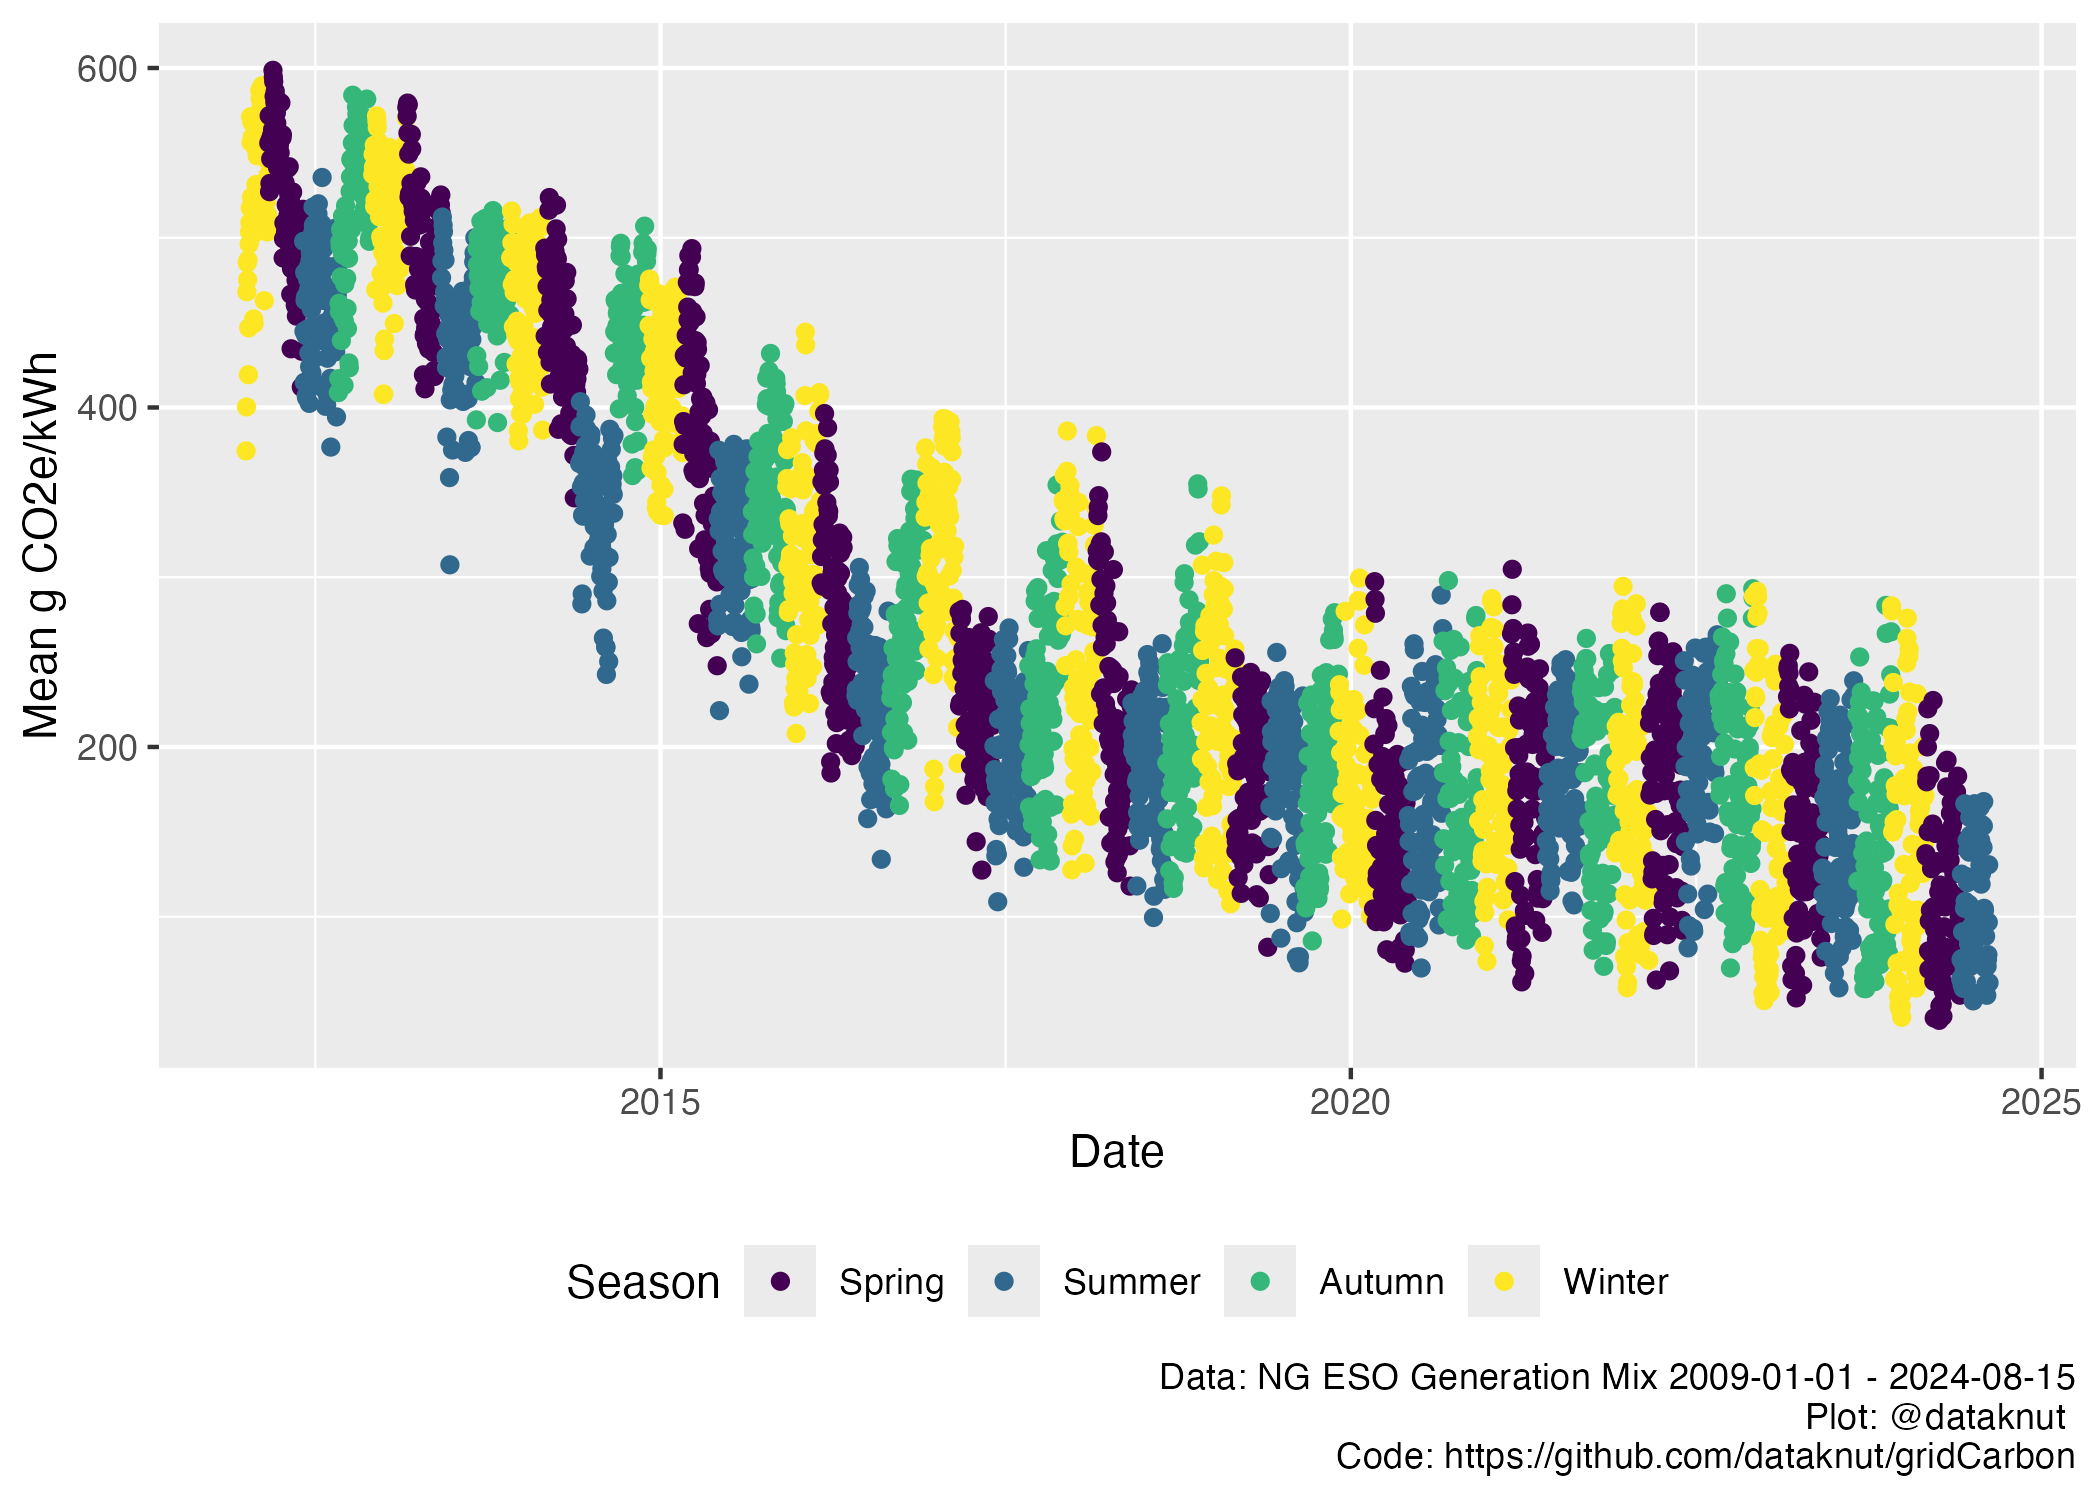 600
400
200
Mean g CO2e/kWh
2015
2020
2025
Date
Season
Spring
Summer
Autumn
Winter
Data: NG ESO Generation Mix 2009-01-01 - 2024-08-15
Plot: @dataknut
Code: https://github.com/dataknut/gridCarbon